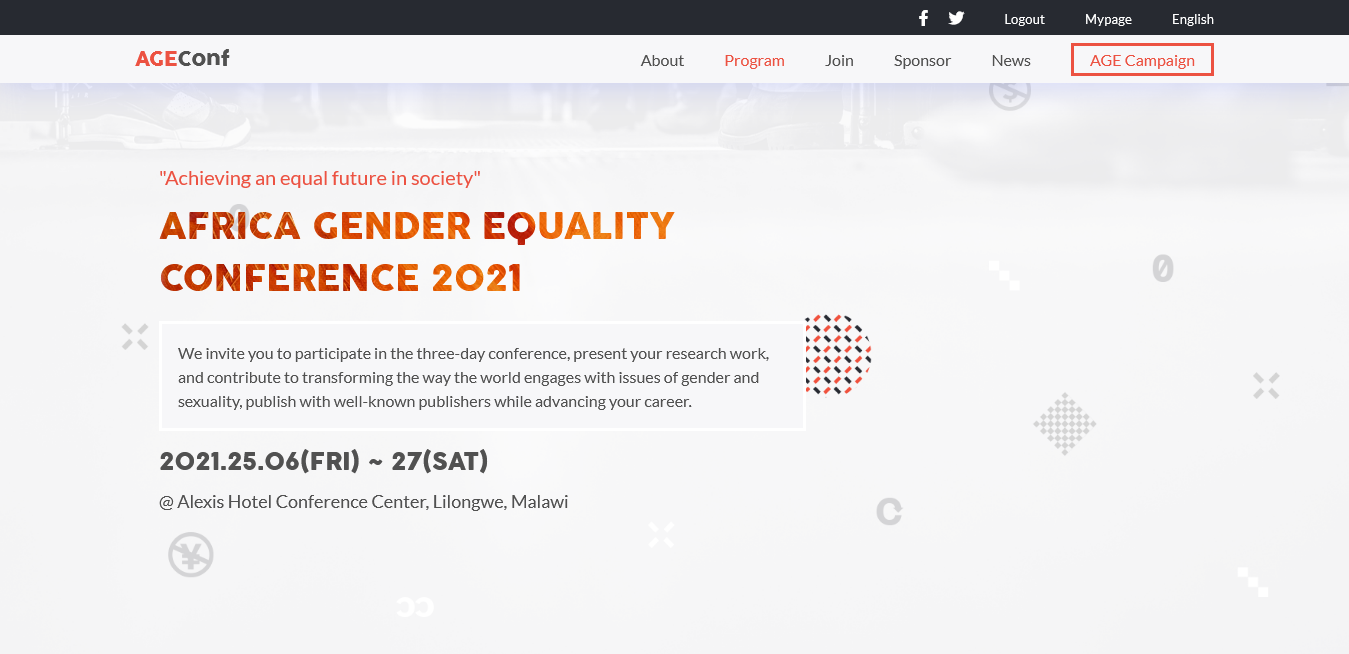 Logout Mypage English
AGEConf About Program Join Sponsor News AGE Campaign
"Achieving an equal future in society"
AFRICA GENDER EQUALITY
CONFERENCE 2021
We invite you to participate in the three-day conference, present your research work,
and contribute to transforming the way the world engages with issues of gender and
sexuality, publish with well-known publishers while advancing your career.
2021.25.06(FRI) ~ 27(SAT)
@ Alexis Hotel Conference Center, Lilongwe, Malawi